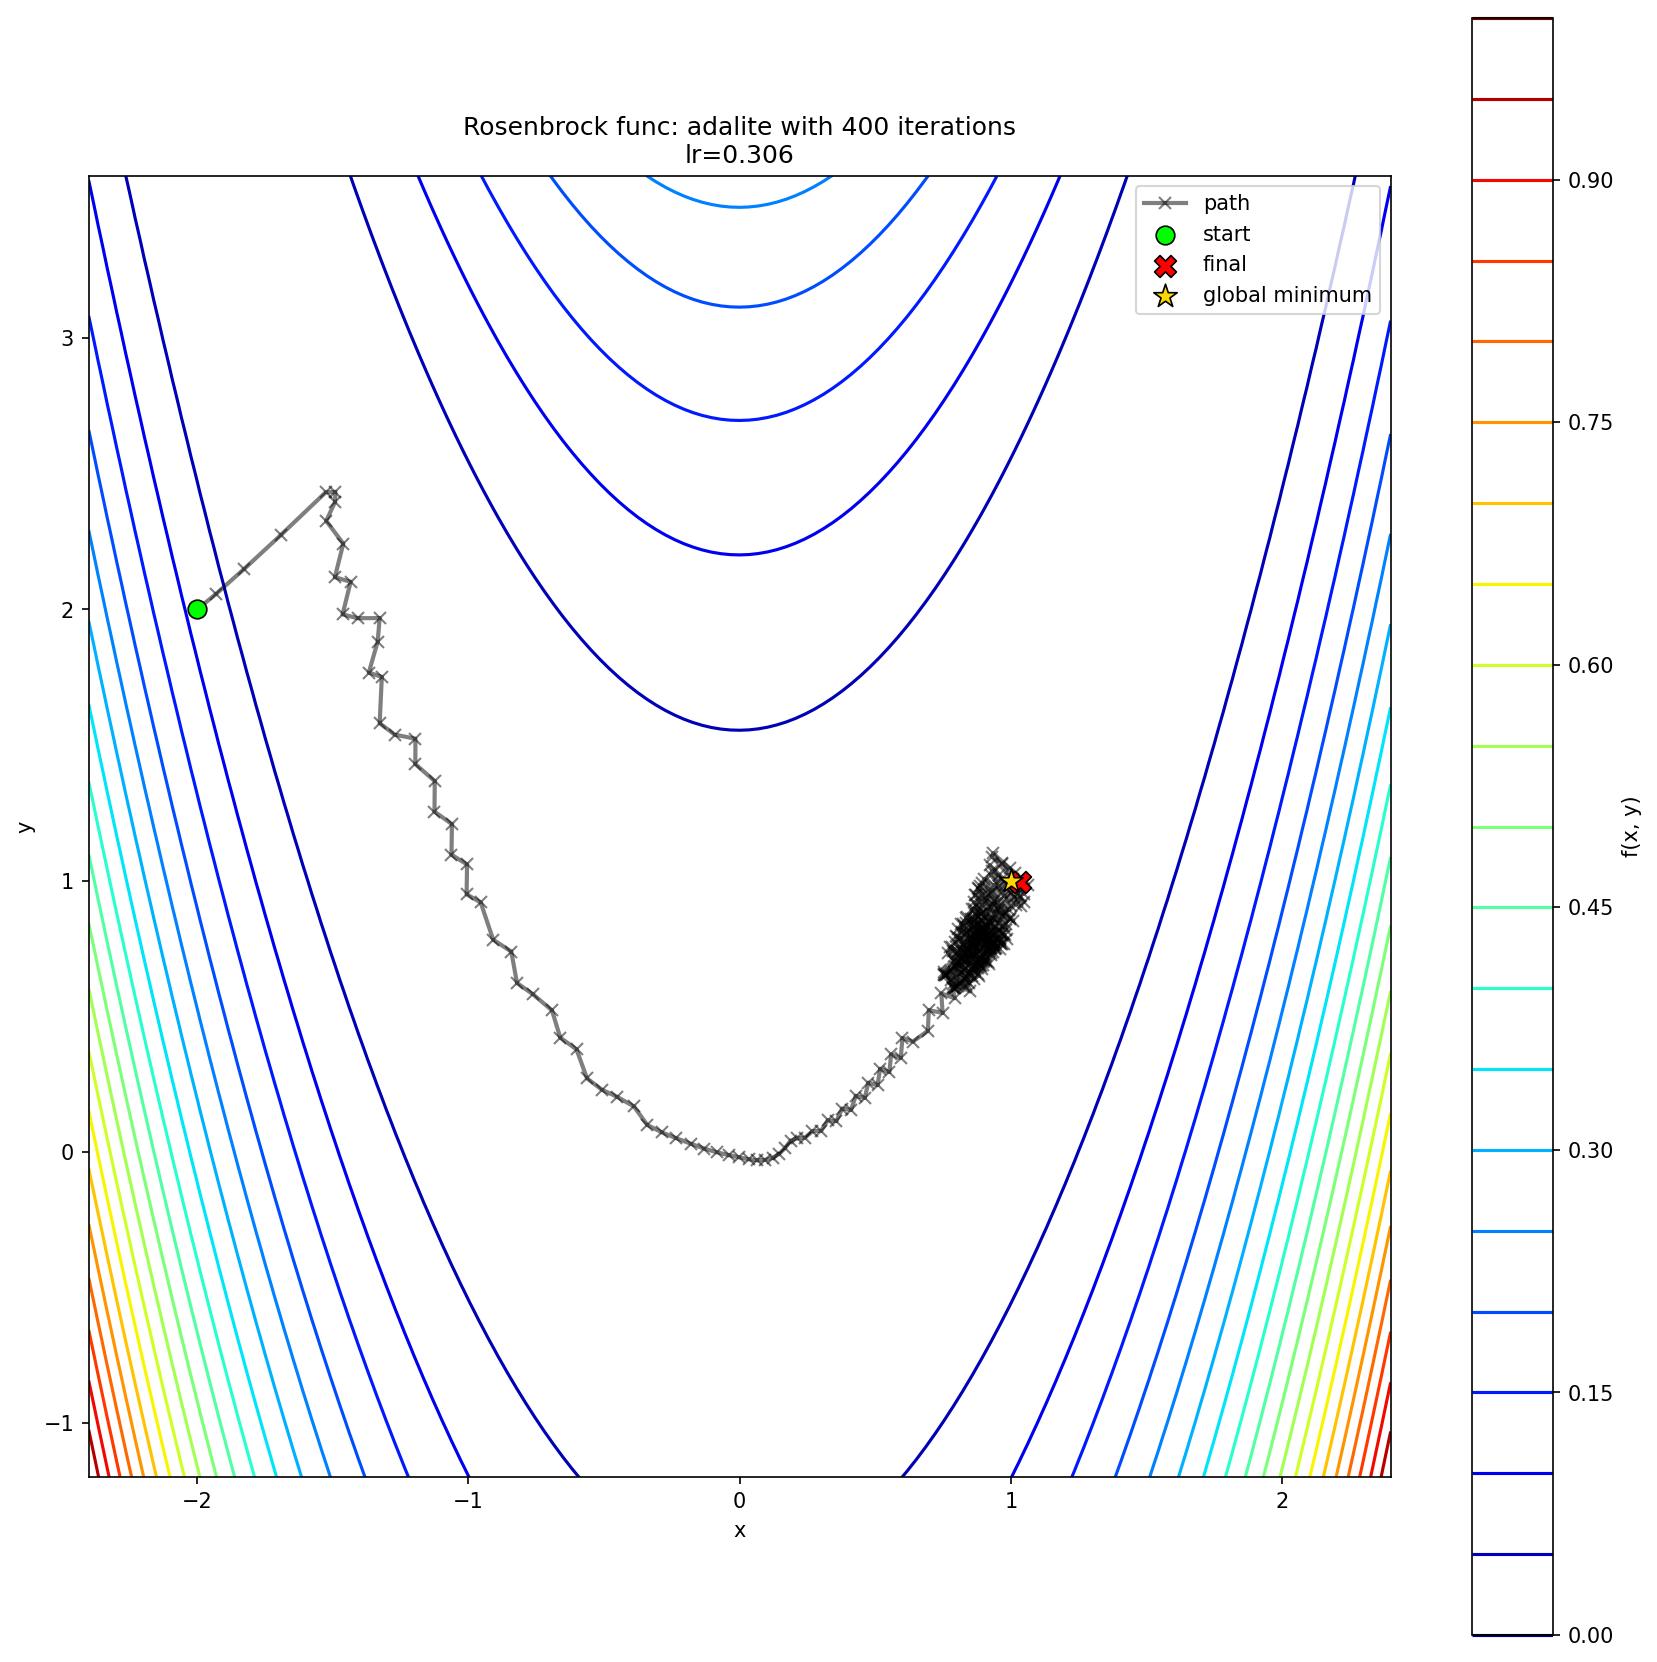 Rosenbrock func: adalite with 400 iterations
lr=0.306
path
start
final
global minimum
3
2
1
0
−1
y
−2
−1
0
1
2
x
0.90
0.75
0.60
0.45
0.30
0.15
0.00
f(x, y)